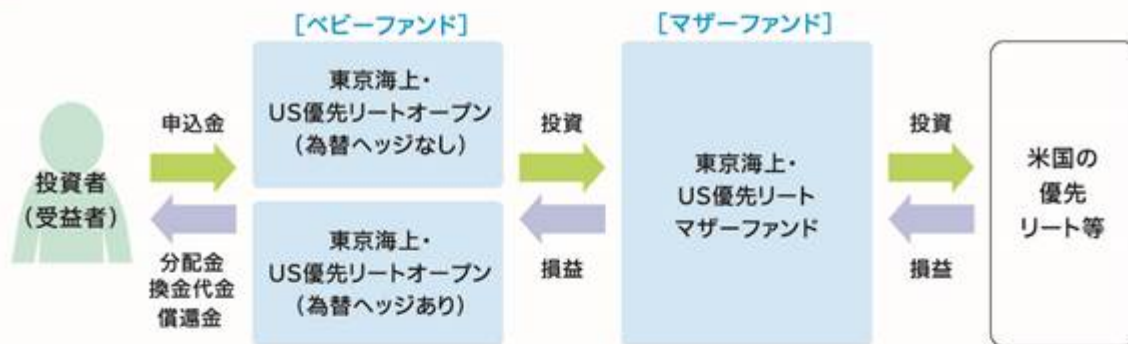 [ベビーファンド]
[マザーファンド]
投資者
(受益者)
申込金
分配金
換金代金
償還金
東京海上・
US優先リートオープン
(為替ヘッジなし)
東京海上・
US優先リートオープン
(為替ヘッジあり)
投資
損益
東京海上・
US優先リート
マザーファンド
投資
損益
米国の
優先
リート等